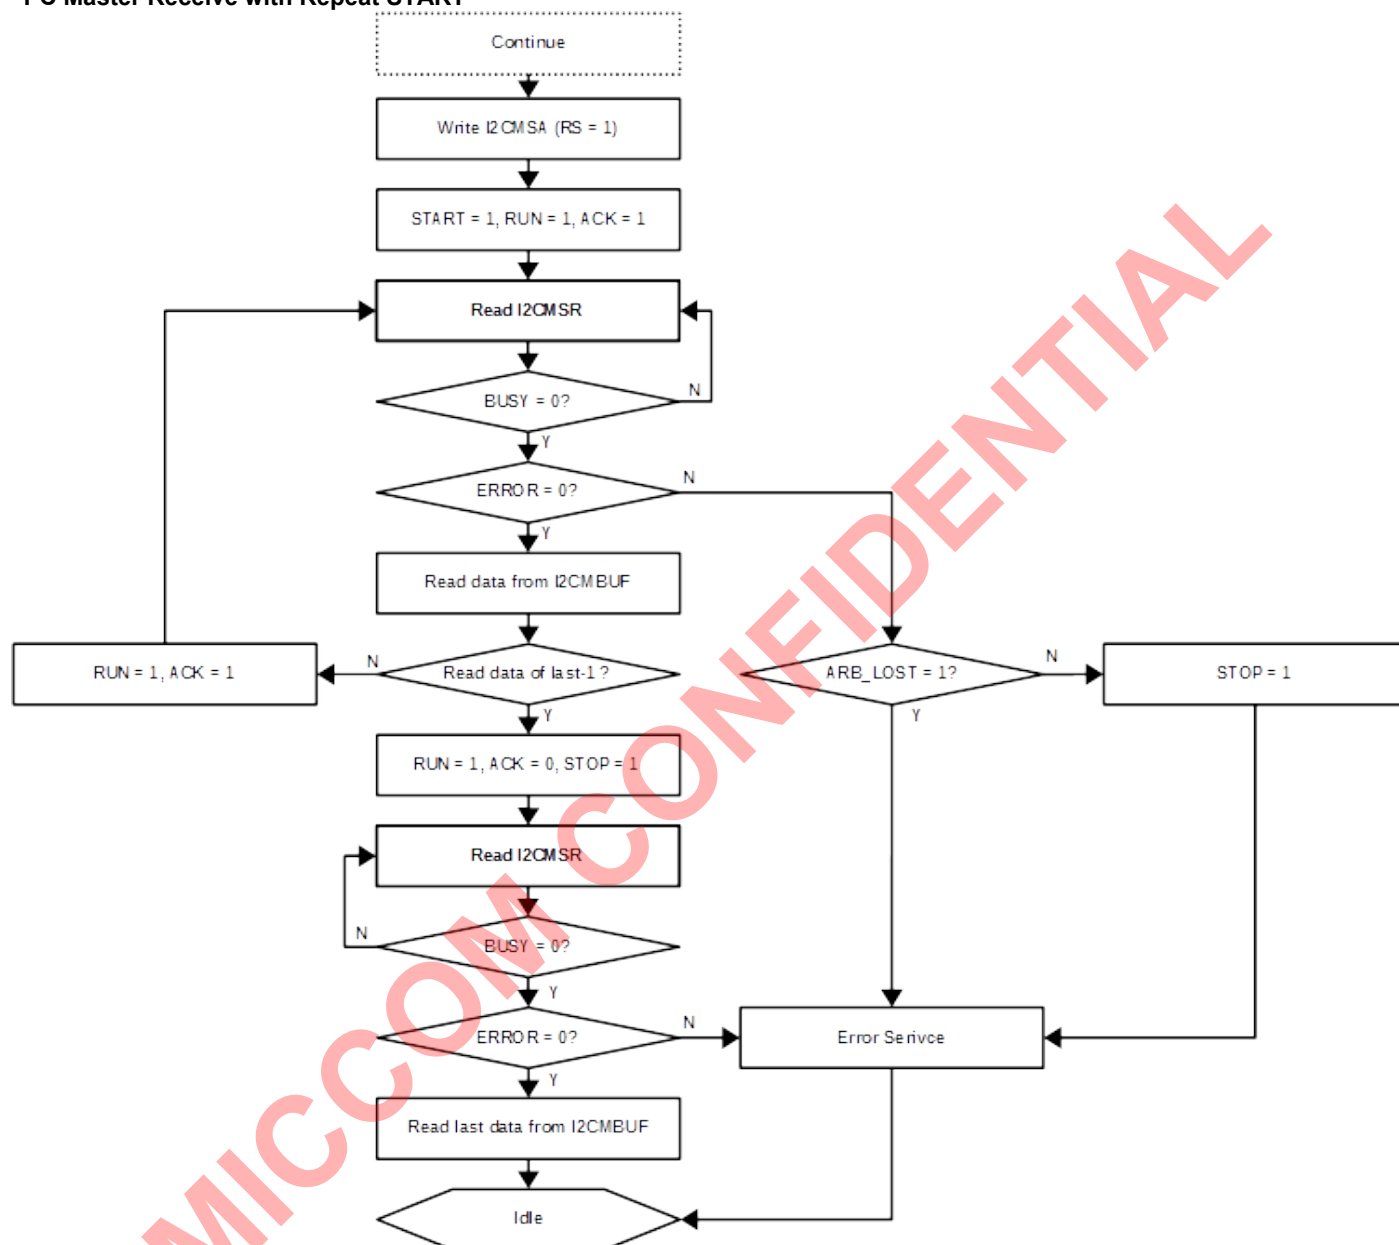 I²C Master Receive with Repeat START
Continue
Write I2CMSA (RS = 1)
START = 1, RUN = 1, ACK = 1
Read I2CMSR
BUSY = 0?
N
Y
ERROR = 0?
N
Y
Read data from I2CMBUF
RUN = 1, ACK = 1
N
Read data of last-1 ?
ARB_LOST = 1?
N
STOP = 1
Y
Y
RUN = 1, ACK = 0, STOP = 1
Read I2CMSR
N
BUSY = 0?
Y
ERROR = 0?
N
Error Serivce
Y
Read last data from I2CMBUF
Idle
MICCOM CONFIDENTIAL